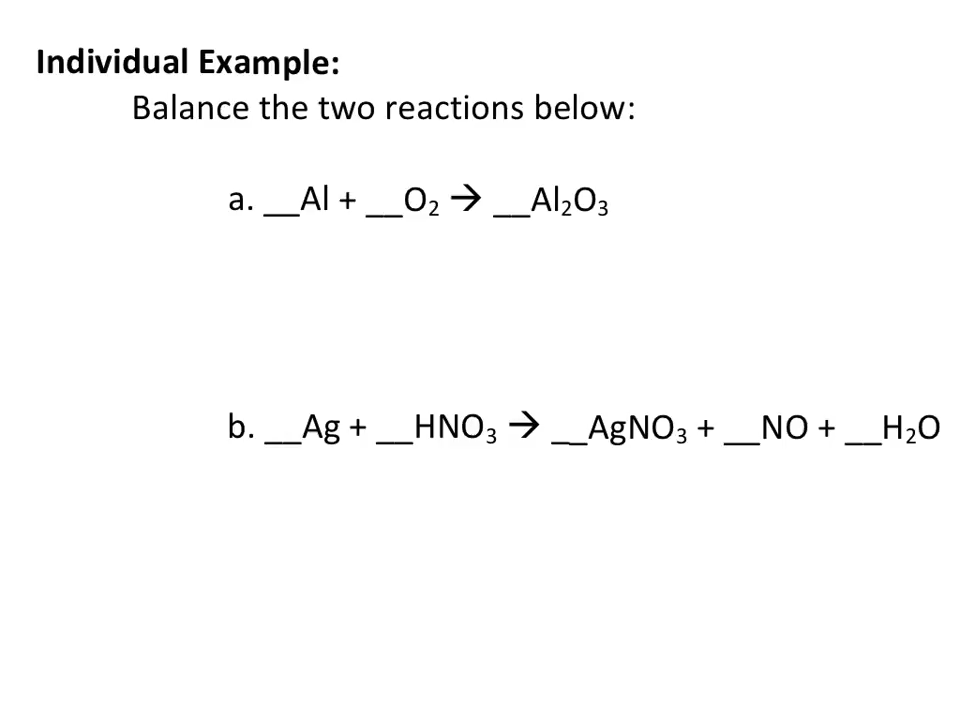 Individual Example:
Balance the two reactions below:
a. __Al + __O₂ → __Al₂O₃
b. __Ag + __HNO₃ → __AgNO₃ + __NO + __H₂O